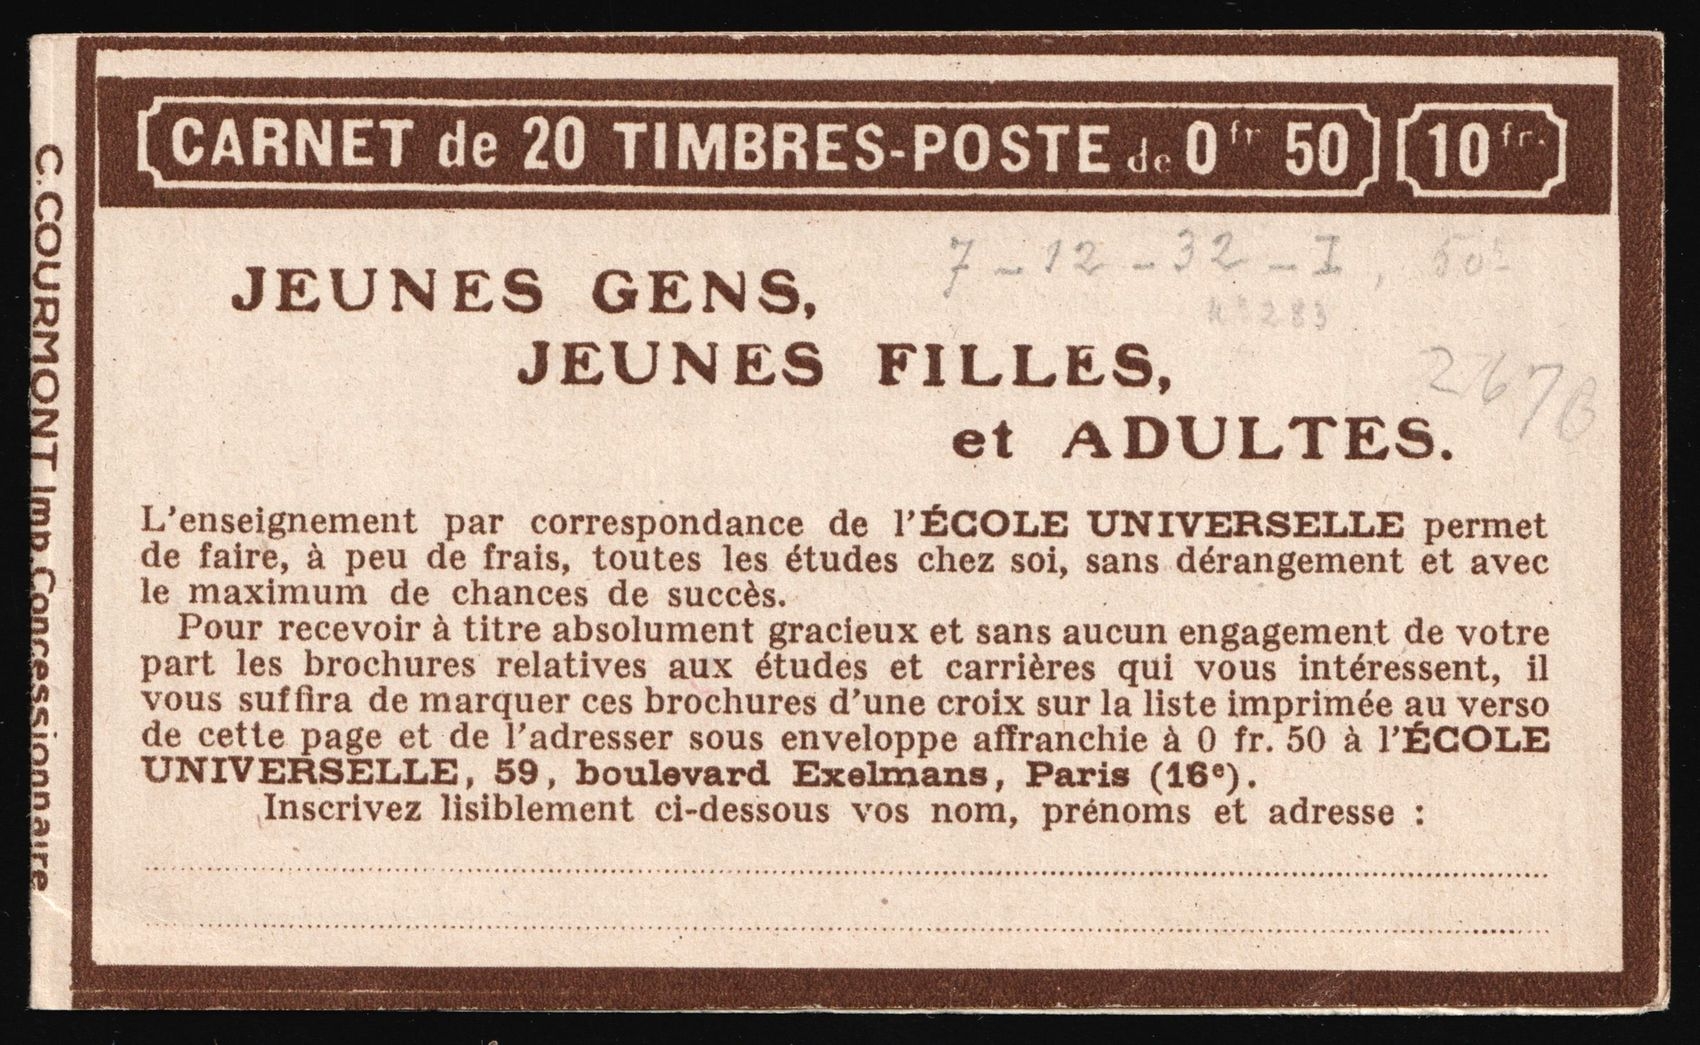 CARNET de 20 TIMBRES-POSTE de 0 fr 50 10 fr.
7 - 12 - 32 - I,
JEUNES GENS,
JEUNES FILLES,
267B
et ADULTES.
L'enseignement par correspondance de l'ÉCOLE UNIVERSELLE permet
de faire, à peu de frais, toutes les études chez soi, sans dérangement et avec
le maximum de chances de succès.
Pour recevoir à titre absolument gracieux et sans aucun engagement de votre
part les brochures relatives aux études et carrières qui vous intéressent, il
vous suffira de marquer ces brochures d'une croix sur la liste imprimée au verso
de cette page et de l'adresser sous enveloppe affranchie à 0 fr. 50 à l'ÉCOLE
UNIVERSELLE, 59, boulevard Exelmans, Paris (16e).
Inscrivez lisiblement ci-dessous vos nom, prénoms et adresse :
C. COURMONT Imp. Concessionnaire